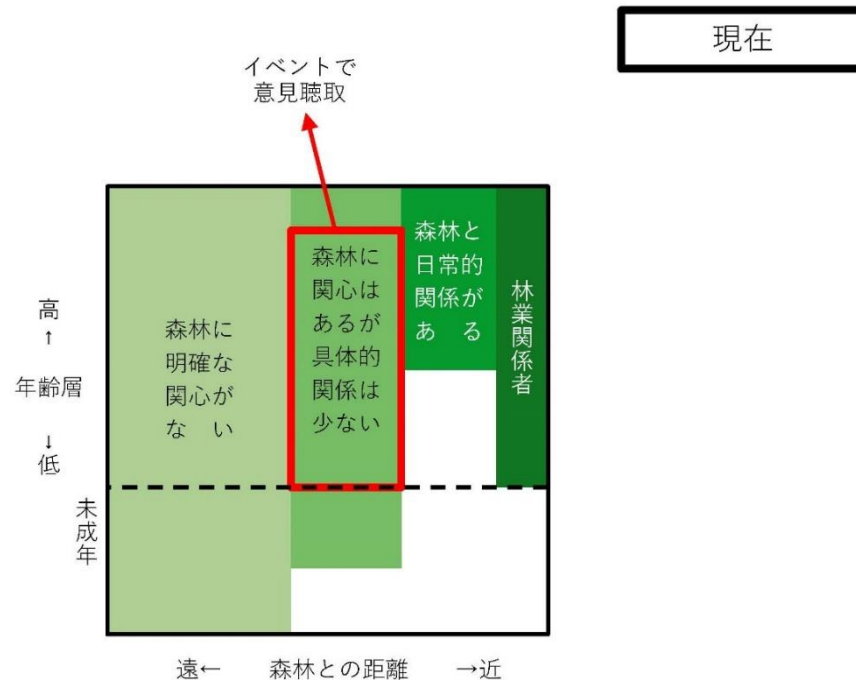 現在
イベントで
意見聴取
森林に
明確な
関心が
な い
森林に
関心は
あるが
具体的
関係は
少ない
森林と
日常的
関係が
あ る
林業関係者
高
↑
年齢層
↓
低
未成年
遠← 森林との距離 →近